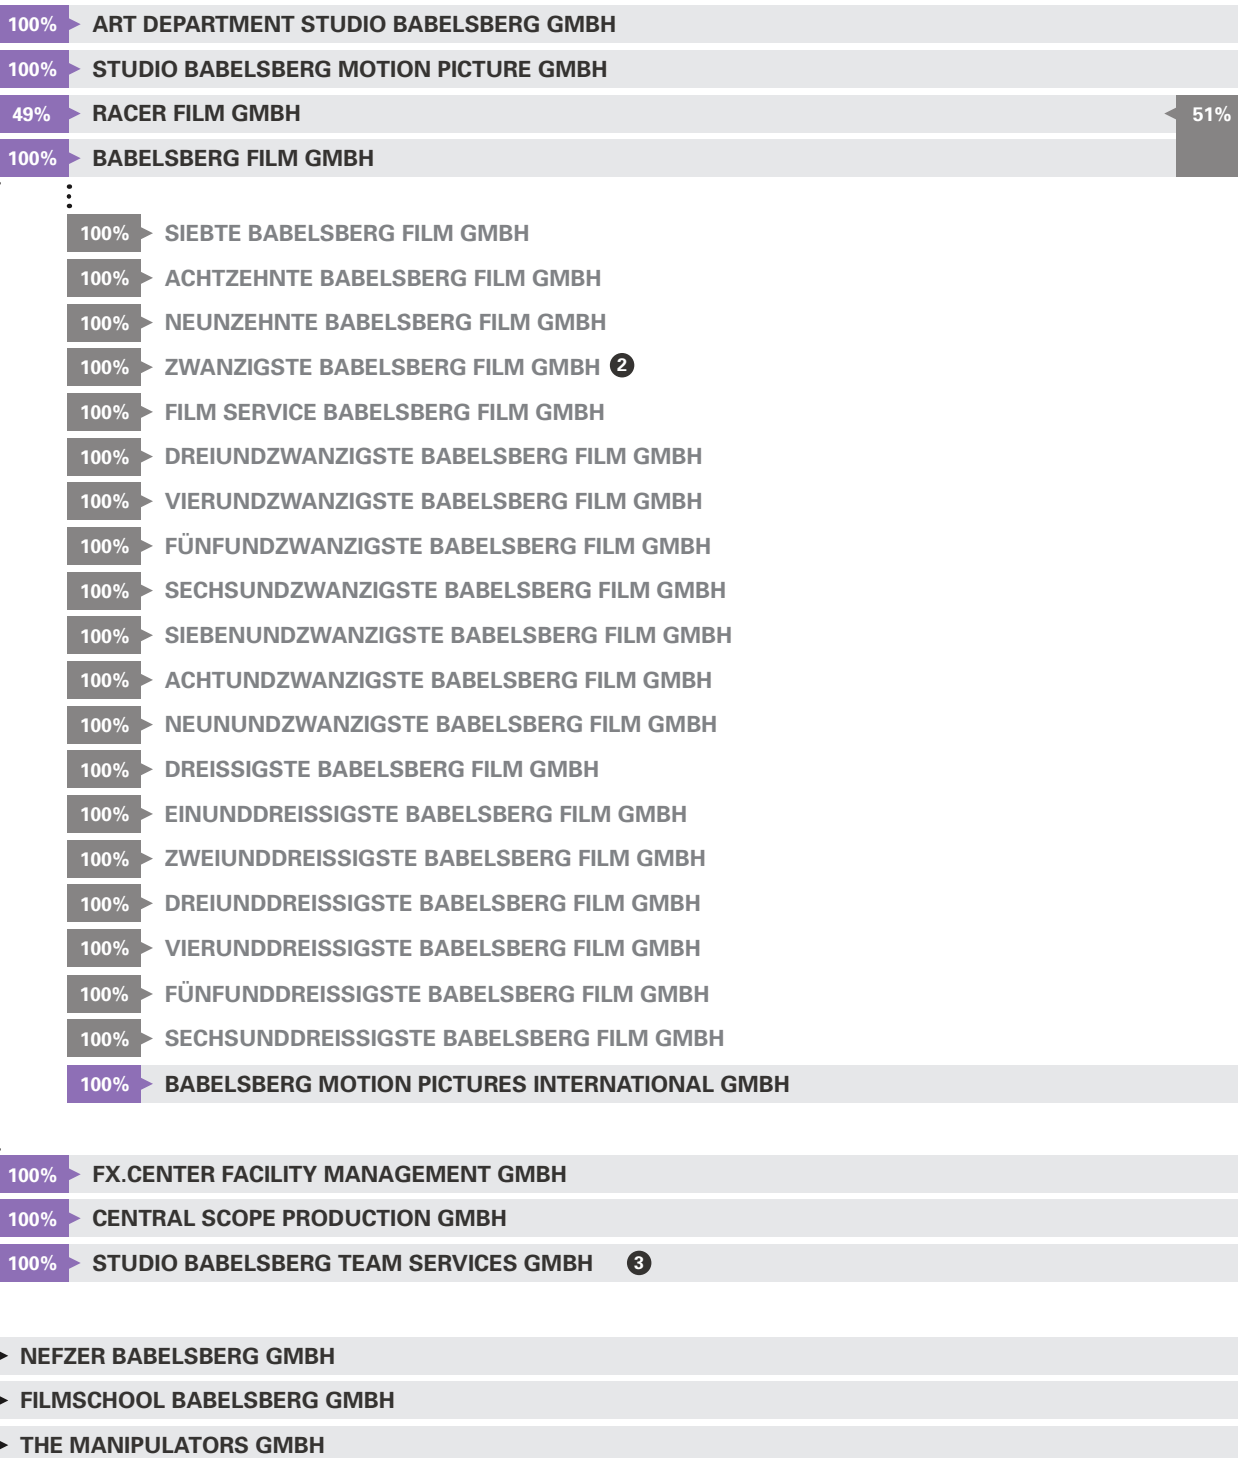 100% ART DEPARTMENT STUDIO BABELSBERG GMBH
100% STUDIO BABELSBERG MOTION PICTURE GMBH
49% RACER FILM GMBH 51%
100% BABELSBERG FILM GMBH
100% SIEBTE BABELSBERG FILM GMBH
100% ACHTZEHNTE BABELSBERG FILM GMBH
100% NEUNZEHNTE BABELSBERG FILM GMBH
100% ZWANZIGSTE BABELSBERG FILM GMBH 2
100% FILM SERVICE BABELSBERG FILM GMBH
100% DREIUNDZWANZIGSTE BABELSBERG FILM GMBH
100% VIERUNDZWANZIGSTE BABELSBERG FILM GMBH
100% FÜNFUNDZWANZIGSTE BABELSBERG FILM GMBH
100% SECHSUNDZWANZIGSTE BABELSBERG FILM GMBH
100% SIEBENUNDZWANZIGSTE BABELSBERG FILM GMBH
100% ACHTUNDZWANZIGSTE BABELSBERG FILM GMBH
100% NEUNUNDZWANZIGSTE BABELSBERG FILM GMBH
100% DREISSIGSTE BABELSBERG FILM GMBH
100% EINUNDDREISSIGSTE BABELSBERG FILM GMBH
100% ZWEIUNDDREISSIGSTE BABELSBERG FILM GMBH
100% DREIUNDDREISSIGSTE BABELSBERG FILM GMBH
100% VIERUNDDREISSIGSTE BABELSBERG FILM GMBH
100% FÜNFUNDDREISSIGSTE BABELSBERG FILM GMBH
100% SECHSUNDDREISSIGSTE BABELSBERG FILM GMBH
100% BABELSBERG MOTION PICTURES INTERNATIONAL GMBH
100% FX.CENTER FACILITY MANAGEMENT GMBH
100% CENTRAL SCOPE PRODUCTION GMBH
100% STUDIO BABELSBERG TEAM SERVICES GMBH 3
NEFZER BABELSBERG GMBH
FILMSCHOOL BABELSBERG GMBH
THE MANIPULATORS GMBH